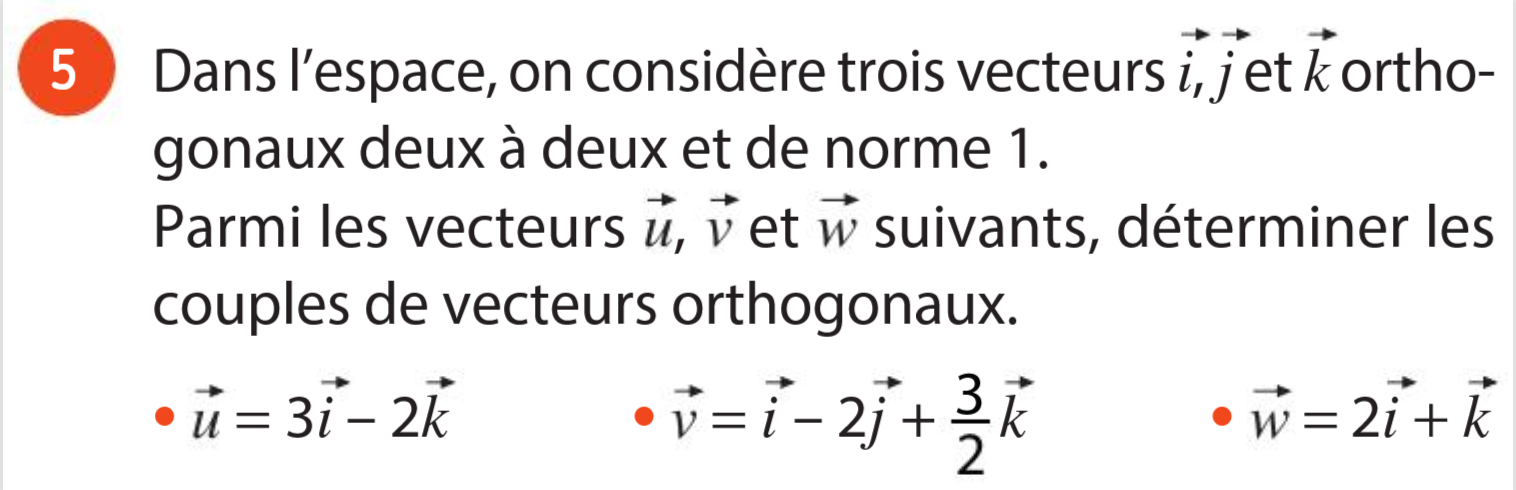 5 Dans l'espace, on considère trois vecteurs $\vec{i}, \vec{j}$ et $\vec{k}$ ortho-
gonaux deux à deux et de norme 1.
Parmi les vecteurs $\vec{u}$, $\vec{v}$ et $\vec{w}$ suivants, déterminer les
couples de vecteurs orthogonaux.
• $\vec{u} = 3\vec{i} - 2\vec{k}$ • $\vec{v} = \vec{i} - 2\vec{j} + \frac{3}{2}\vec{k}$ • $\vec{w} = 2\vec{i} + \vec{k}$